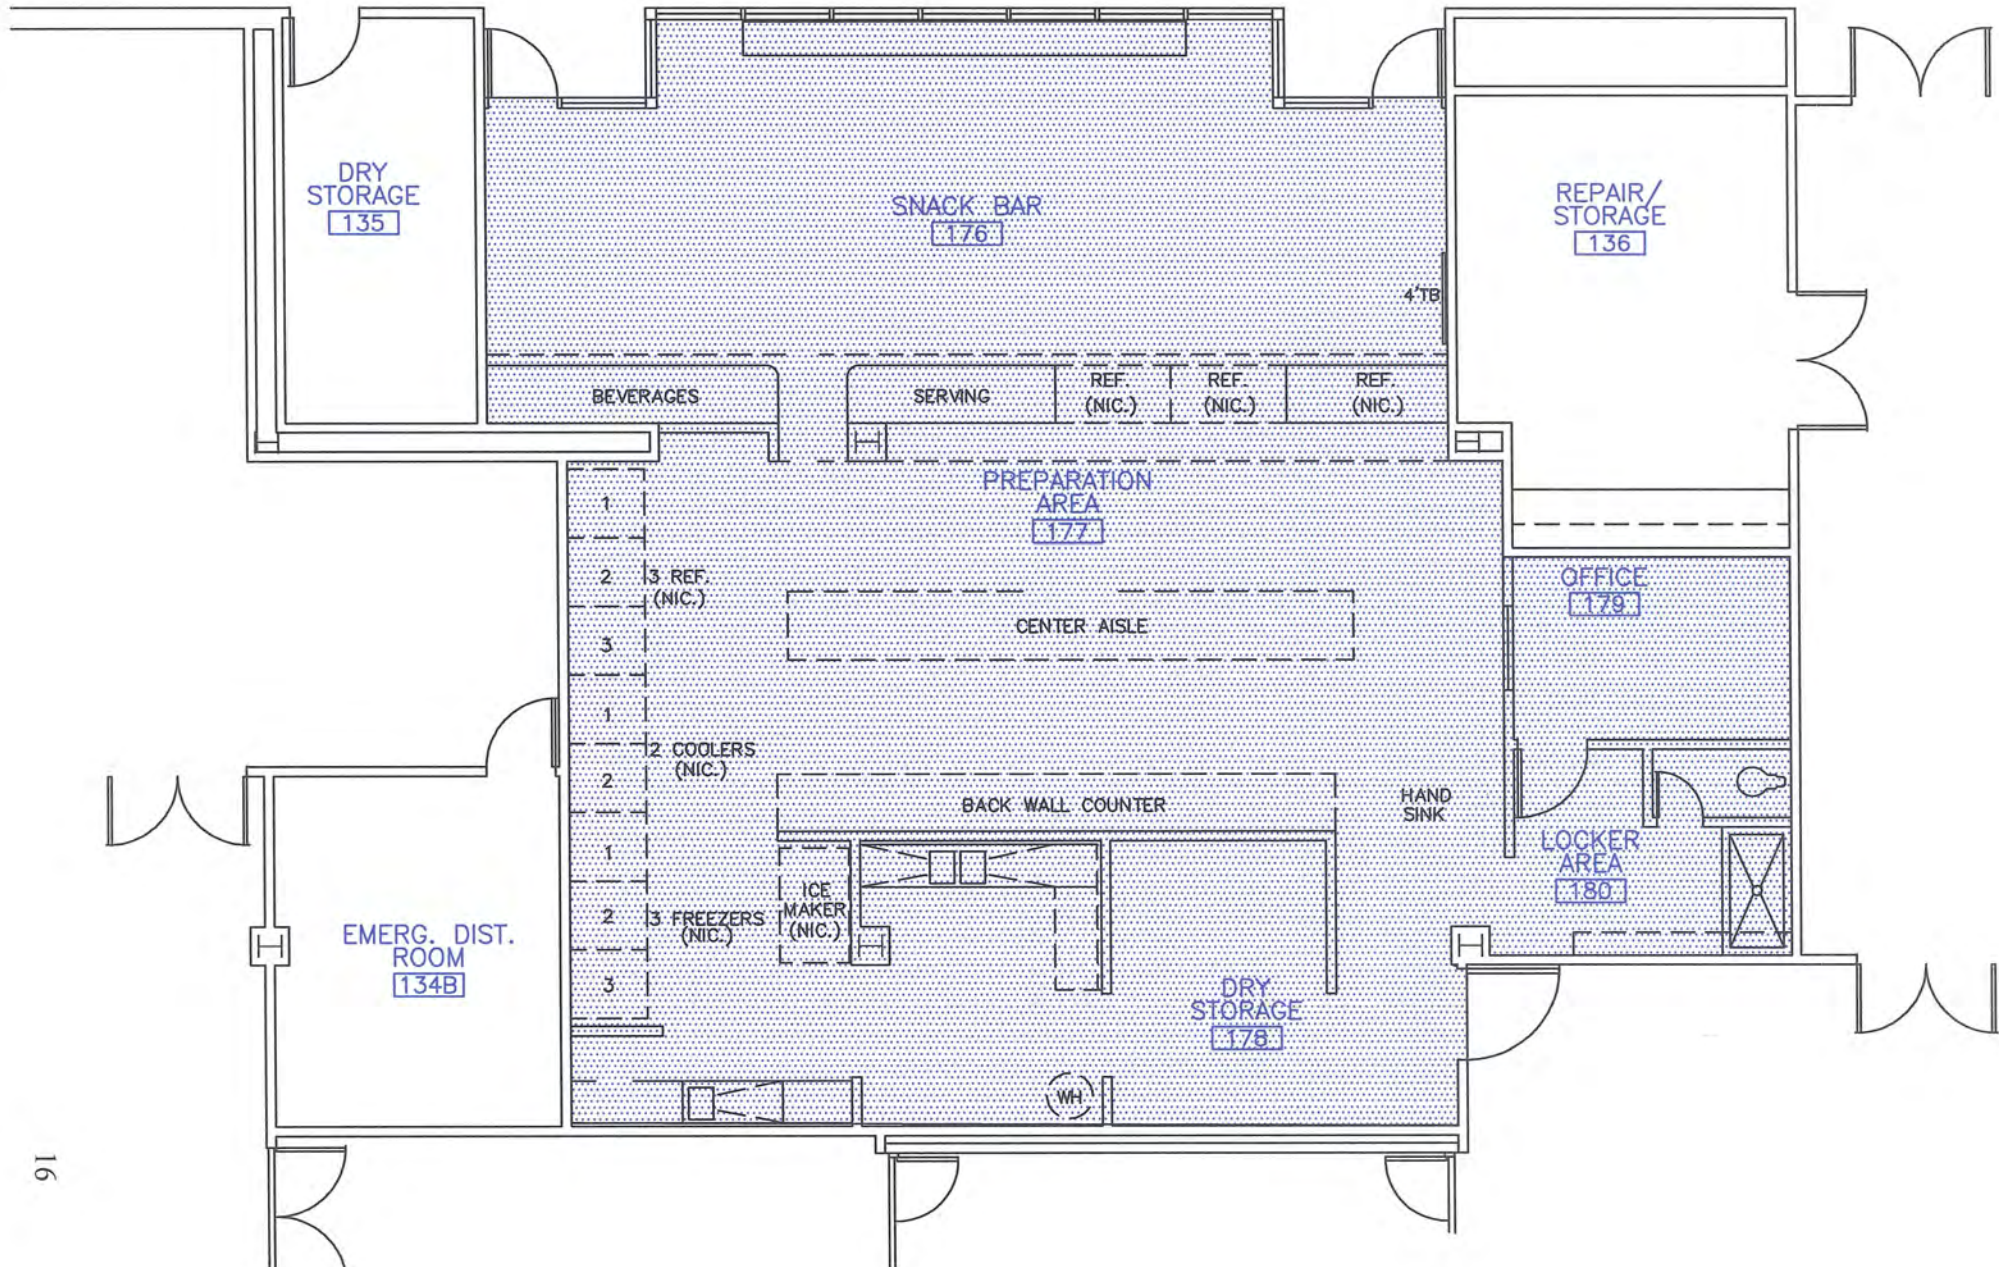 DRY
STORAGE
135
SNACK BAR
176
REPAIR/
STORAGE
136
4'TB
BEVERAGES
SERVING
REF.
(NIC.)
REF.
(NIC.)
REF.
(NIC.)
PREPARATION
AREA
177
1
2
3
3 REF.
(NIC.)
OFFICE
179
CENTER AISLE
1
2
2 COOLERS
(NIC.)
BACK WALL COUNTER
HAND
SINK
LOCKER
AREA
180
1
2
3
3 FREEZERS
(NIC.)
ICE
MAKER
(NIC.)
EMERG. DIST.
ROOM
134B
DRY
STORAGE
178
WH
16